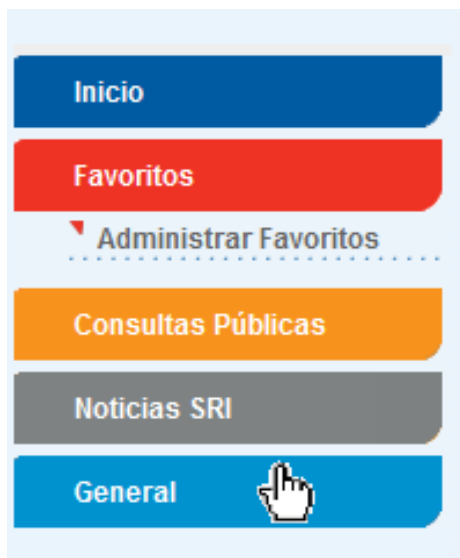 Inicio
Favoritos
Administrar Favoritos
Consultas Públicas
Noticias SRI
General